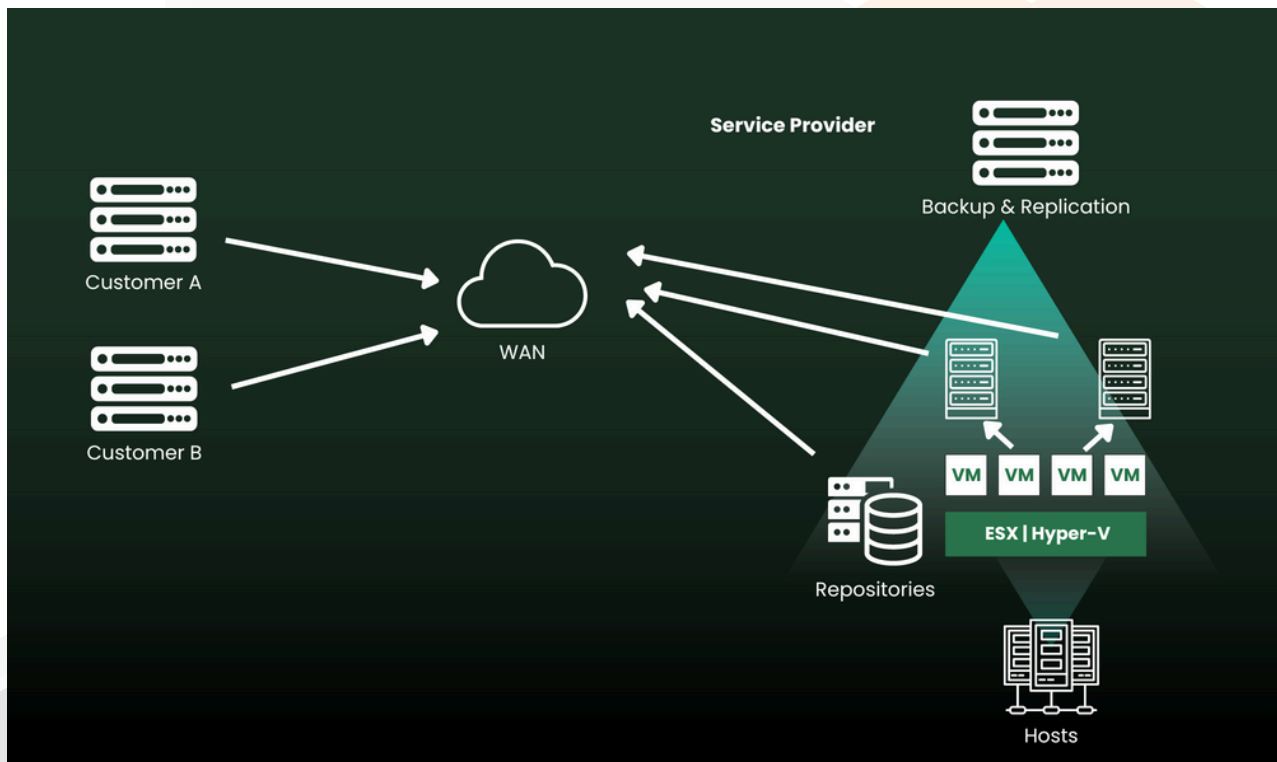 Service Provider
Backup & Replication
Customer A
WAN
Customer B
VM VM VM VM
ESX | Hyper-V
Repositories
Hosts